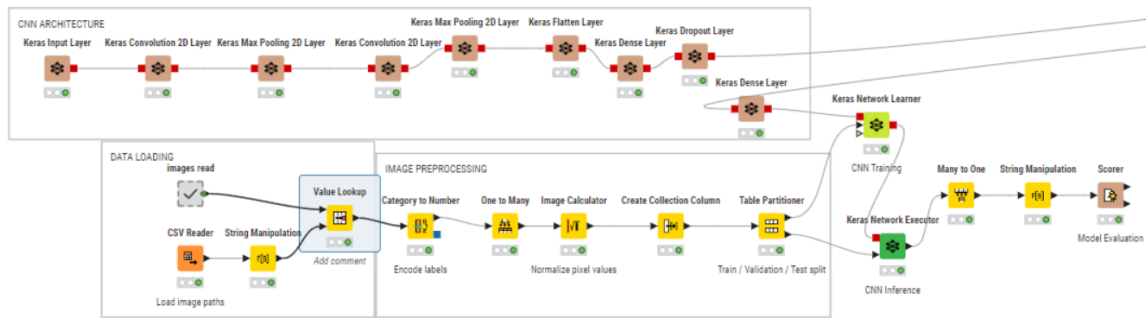 CNN ARCHITECTURE
Keras Input Layer
Keras Convolution 2D Layer
Keras Max Pooling 2D Layer
Keras Convolution 2D Layer
Keras Max Pooling 2D Layer
Keras Flatten Layer
Keras Dense Layer
Keras Dropout Layer
Keras Dense Layer
Keras Network Learner
CNN Training
DATA LOADING
images read
Value Lookup
Add comment
CSV Reader
Load image paths
String Manipulation
r[s]
IMAGE PREPROCESSING
Category to Number
Encode labels
One to Many
Image Calculator
Normalize pixel values
Create Collection Column
Table Partitioner
Train / Validation / Test split
Keras Network Executor
CNN Inference
Many to One
String Manipulation
r[s]
Scorer
Model Evaluation